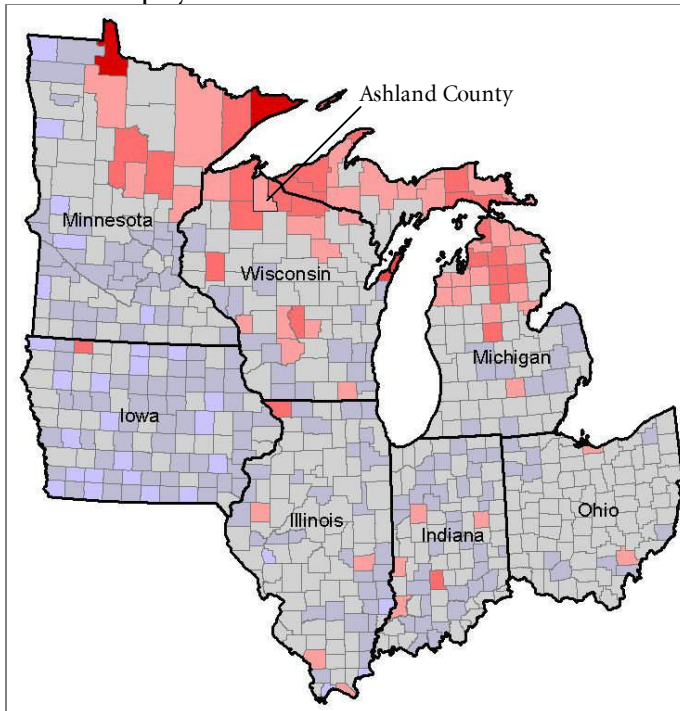 Ashland County
Minnesota
Wisconsin
Michigan
Iowa
Illinois
Indiana
Ohio